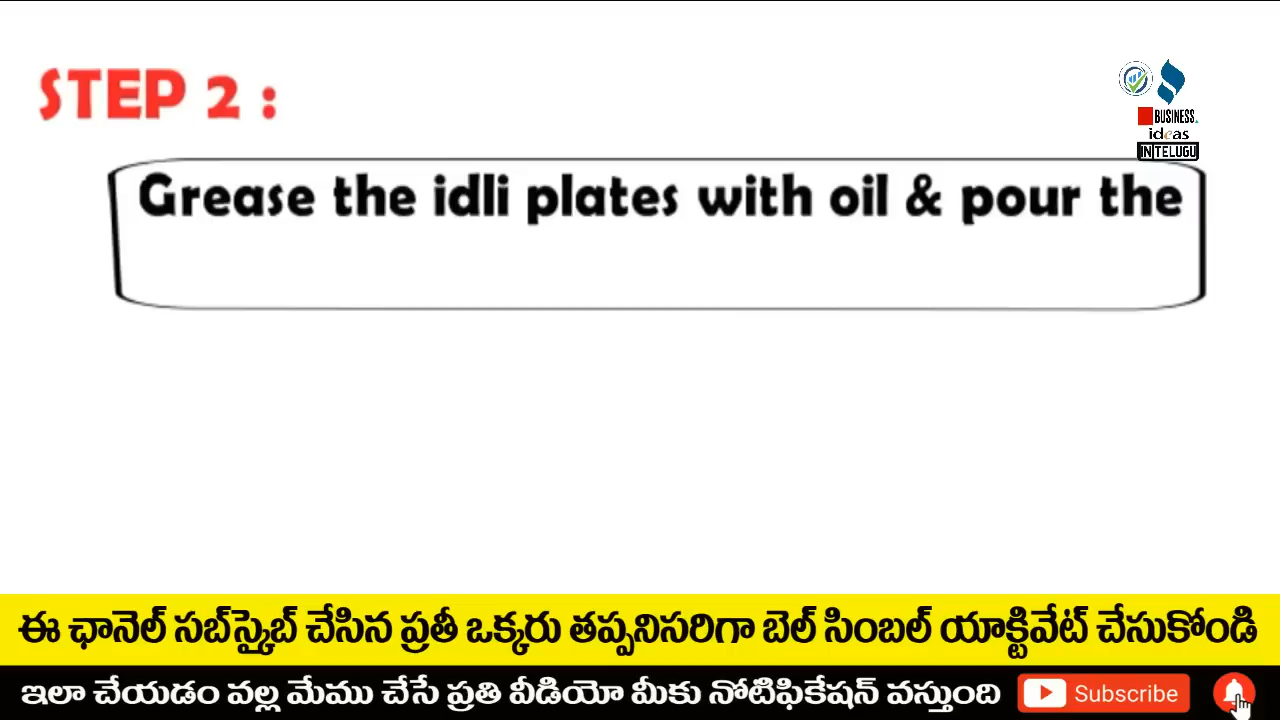 STEP 2 :
BUSINESS.
ideas
IN TELUGU
Grease the idli plates with oil & pour the
ఈ ఛానెల్ సబ్‌స్క్రైబ్ చేసిన ప్రతీ ఒక్కరు తప్పనిసరిగా బెల్ సింబల్ యాక్టివేట్ చేసుకోండి
ఇలా చేయడం వల్ల మేము చేసే ప్రతి వీడియో మీకు నోటిఫికేషన్ వస్తుంది
Subscribe